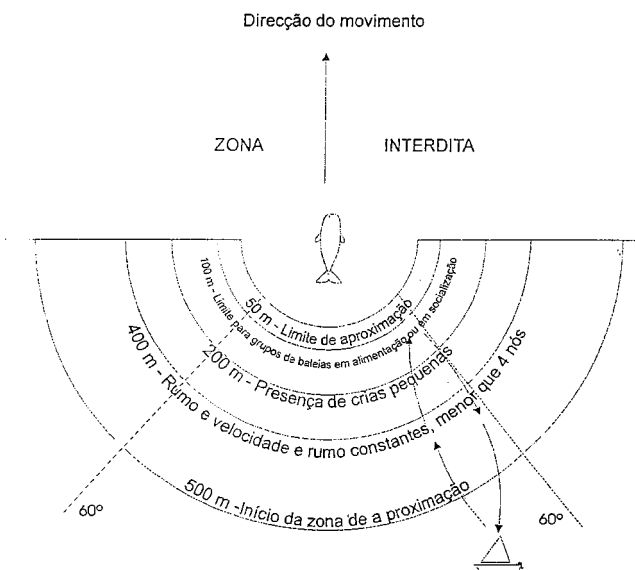 Direcção do movimento
ZONA
INTERDITA
50 m - Limite de aproximação
100 m - Limite para grupos de baleias em alimentação ou em socialização
200 m - Presença de crias pequenas
400 m - Rumo e velocidade e rumo constantes, menor que 4 nós
500 m -Início da zona de a proximação
60º
60º